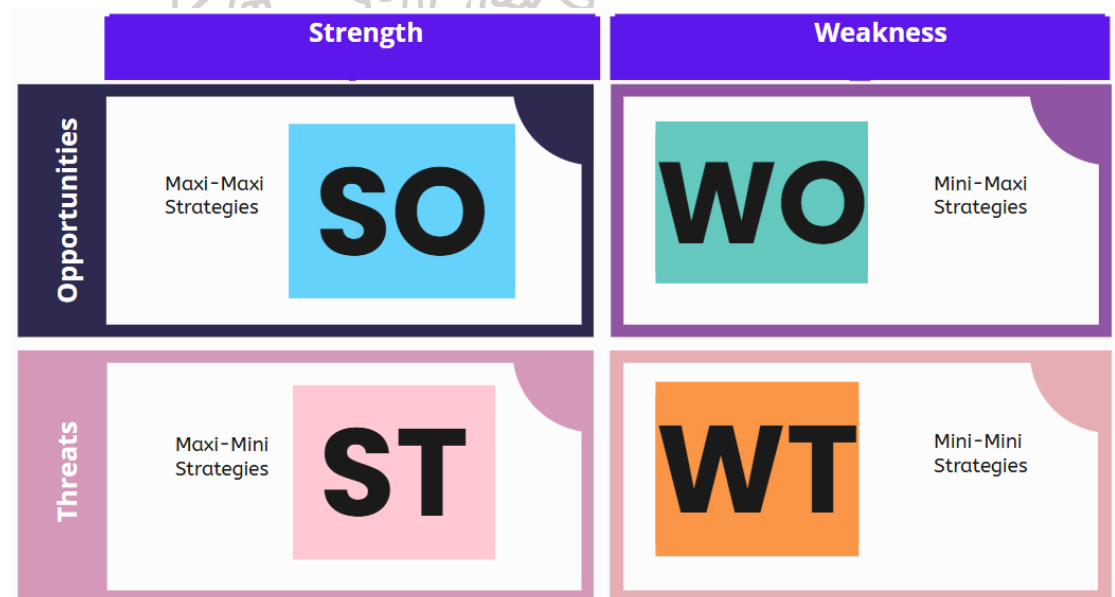 Strength
Weakness
Opportunities
Maxi-Maxi
Strategies
SO
WO
Mini-Maxi
Strategies
Threats
Maxi-Mini
Strategies
ST
WT
Mini-Mini
Strategies